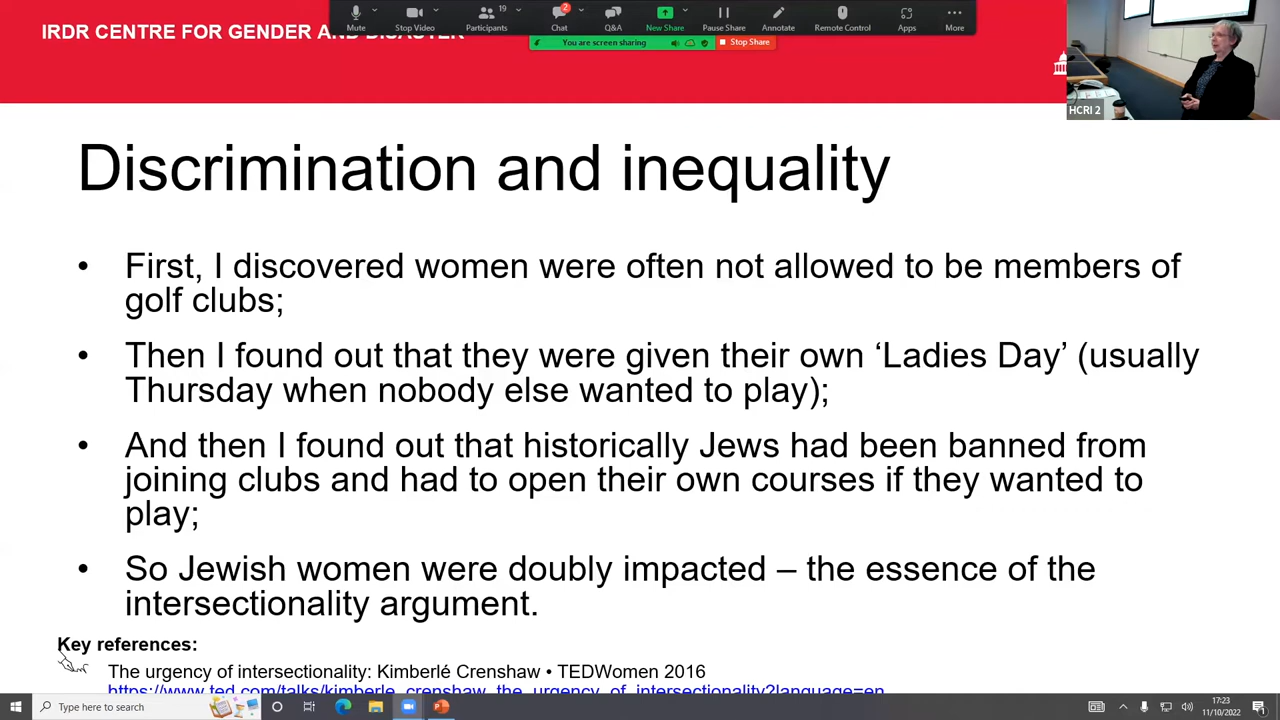 IRDR CENTRE FOR GENDER AND DISASTER
Mute
Stop Video
19
Participants
2
Chat
Q&A
New Share
Pause Share
Annotate
Remote Control
Apps
More
You are screen sharing
Stop Share
HCRI 2
Discrimination and inequality
• First, I discovered women were often not allowed to be members of
golf clubs;
• Then I found out that they were given their own ‘Ladies Day’ (usually
Thursday when nobody else wanted to play);
• And then I found out that historically Jews had been banned from
joining clubs and had to open their own courses if they wanted to
play;
• So Jewish women were doubly impacted – the essence of the
intersectionality argument.
Key references:
The urgency of intersectionality: Kimberlé Crenshaw • TEDWomen 2016
https://www.ted.com/talks/kimberle_crenshaw_the_urgency_of_intersectionality?language=en
Type here to search
17:23
11/10/2022
1